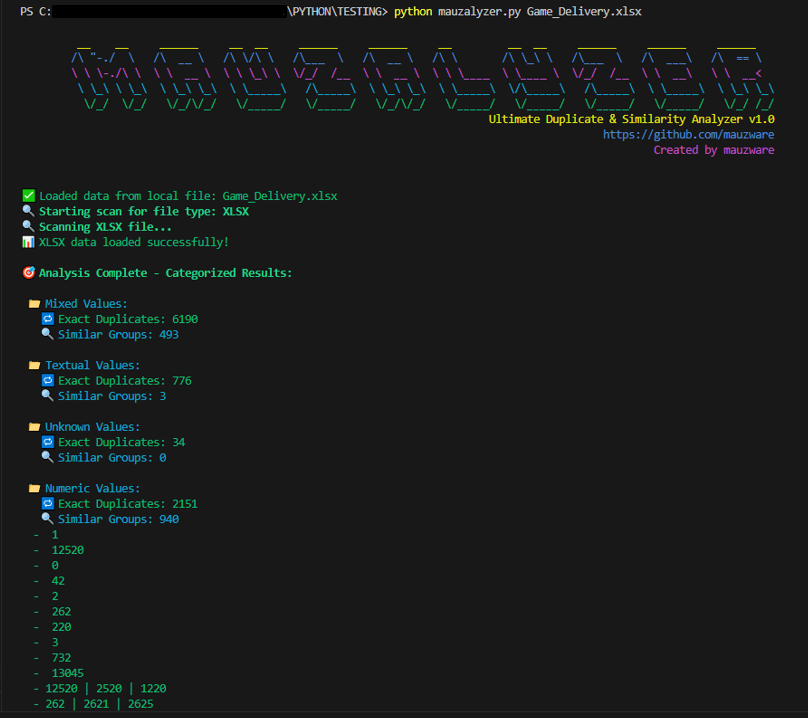 PS C:\PYTHON\TESTING> python mauzalyzer.py Game_Delivery.xlsx
MAUZALYZER
Ultimate Duplicate & Similarity Analyzer v1.0
https://github.com/mauzware
Created by mauzware
✅ Loaded data from local file: Game_Delivery.xlsx
🔍 Starting scan for file type: XLSX
🔍 Scanning XLSX file...
📊 XLSX data loaded successfully!
🎯 Analysis Complete - Categorized Results:
📁 Mixed Values:
🔁 Exact Duplicates: 6190
🔍 Similar Groups: 493
📁 Textual Values:
🔁 Exact Duplicates: 776
🔍 Similar Groups: 3
📁 Unknown Values:
🔁 Exact Duplicates: 34
🔍 Similar Groups: 0
📁 Numeric Values:
🔁 Exact Duplicates: 2151
🔍 Similar Groups: 940
- 1
- 12520
- 0
- 42
- 2
- 262
- 220
- 3
- 732
- 13045
- 12520 | 2520 | 1220
- 262 | 2621 | 2625